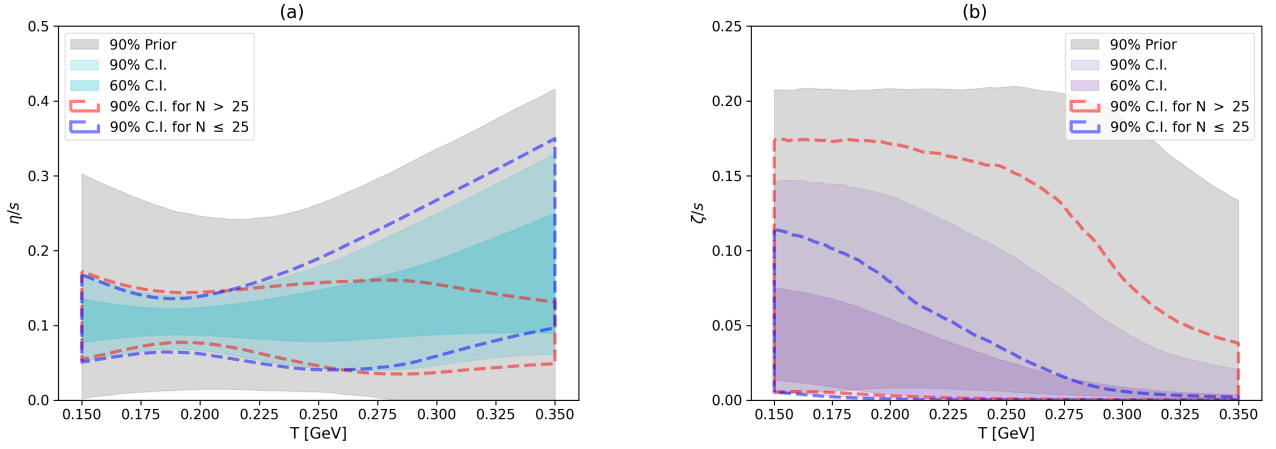 (a)
0.5
0.4
0.3
0.2
0.1
0.0
η/s
90% Prior
90% C.I.
60% C.I.
90% C.I. for N > 25
90% C.I. for N ≤ 25
0.150 0.175 0.200 0.225 0.250 0.275 0.300 0.325 0.350
T [GeV]
(b)
0.25
0.20
0.15
0.10
0.05
0.00
ζ/s
90% Prior
90% C.I.
60% C.I.
90% C.I. for N > 25
90% C.I. for N ≤ 25
0.150 0.175 0.200 0.225 0.250 0.275 0.300 0.325 0.350
T [GeV]